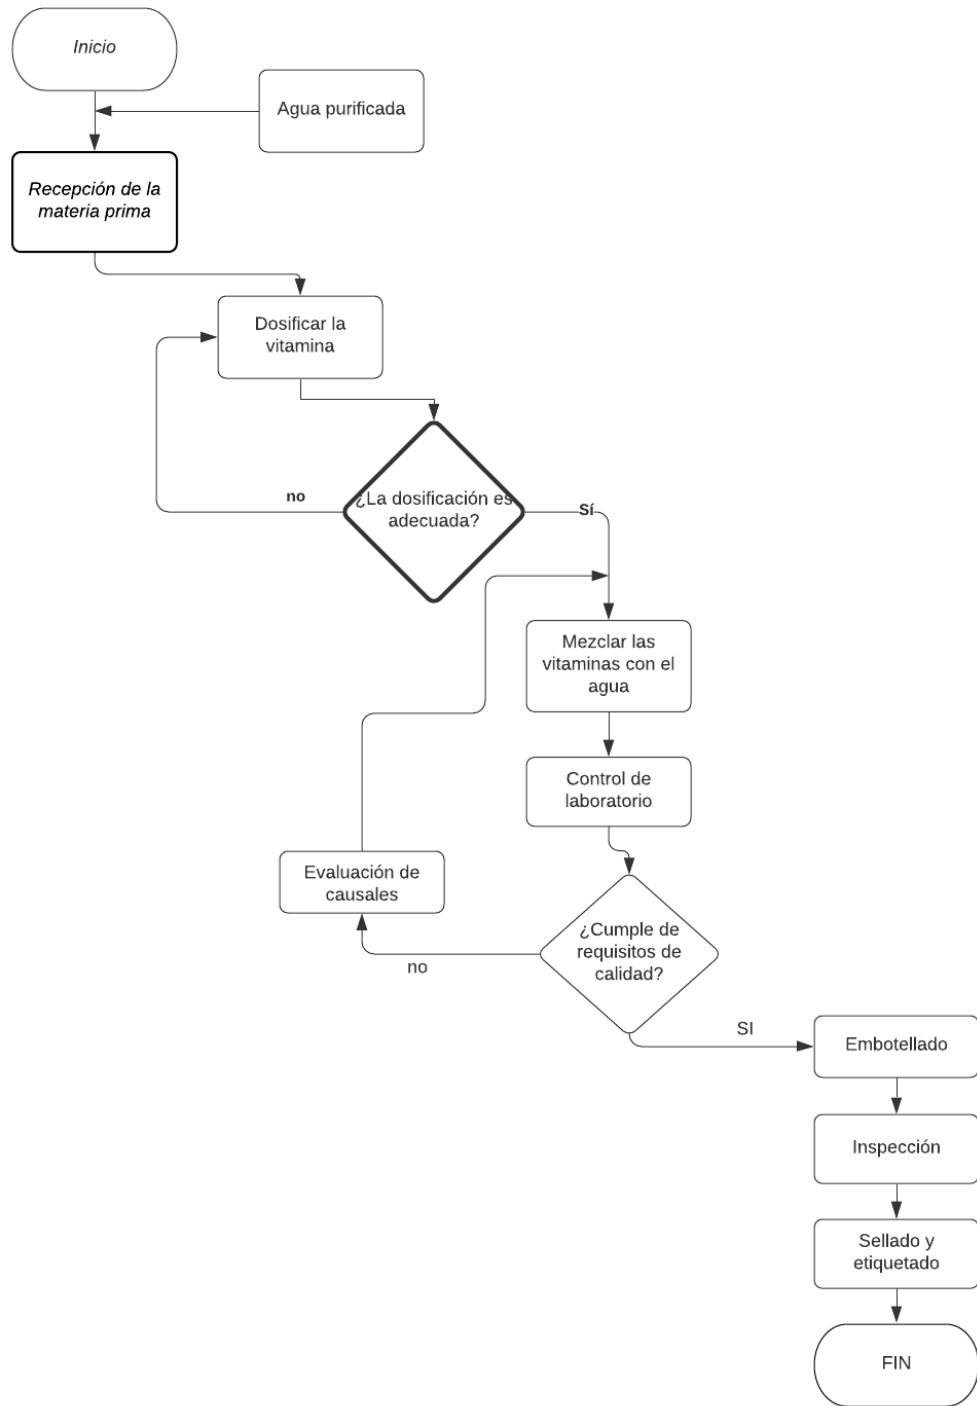 Inicio
Agua purificada
Recepción de la
materia prima
Dosificar la
vitamina
no
¿La dosificación es
adecuada?
Sí
Mezclar las
vitaminas con el
agua
Control de
laboratorio
Evaluación de
causales
¿Cumple de
requisitos de
calidad?
no
SI
Embotellado
Inspección
Sellado y
etiquetado
FIN